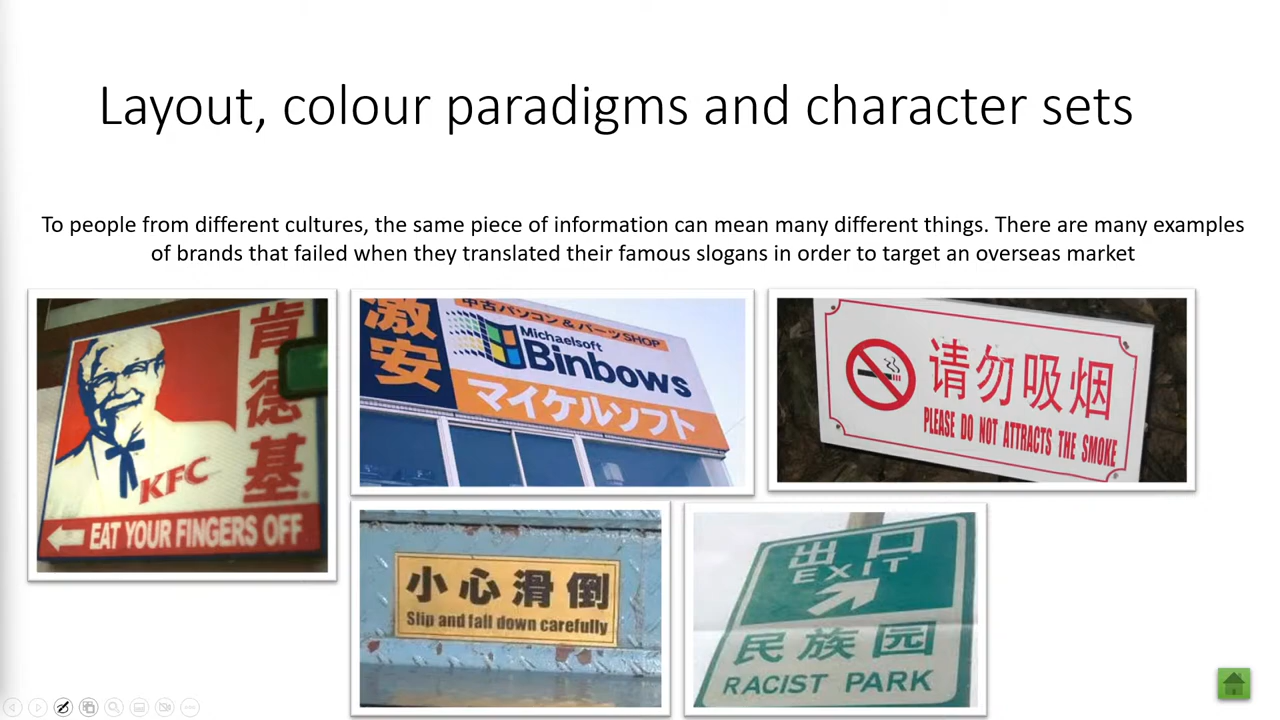 Layout, colour paradigms and character sets
To people from different cultures, the same piece of information can mean many different things. There are many examples
of brands that failed when they translated their famous slogans in order to target an overseas market
肯德基
KFC
EAT YOUR FINGERS OFF
中古パソコン & パーツSHOP
激安
Michaelsoft
Binbows
マイケルソフト
请勿吸烟
PLEASE DO NOT ATTRACTS THE SMOKE
小心滑倒
Slip and fall down carefully
出口
EXIT
民族园
RACIST PARK